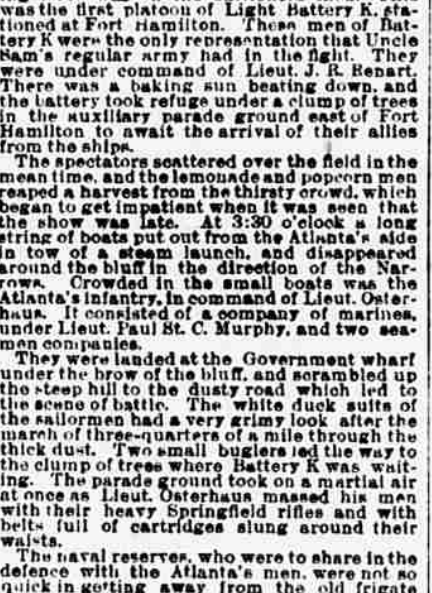 was the first platoon of Light Battery K, sta-
tioned at Fort Hamilton. These men of Bat-
tery K were the only representation that Uncle
Sam's regular army had in the fight. They
were under command of Lieut. J. R. Renart.
There was a baking sun beating down, and
the battery took refuge under a clump of trees
in the auxiliary parade ground east of Fort
Hamilton to await the arrival of their allies
from the ships.
The spectators scattered over the field in the
mean time, and the lemonade and popcorn men
reaped a harvest from the thirsty crowd, which
began to get impatient when it was seen that
the show was late. At 3:30 o'clock a long
string of boats put out from the Atlanta's side
in tow of a steam launch, and disappeared
around the bluff in the direction of the Nar-
rows. Crowded in the small boats was the
Atlanta's infantry, in command of Lieut. Oster-
haus. It consisted of a company of marines,
under Lieut. Paul St. C. Murphy, and two sea-
men companies.
They were landed at the Government wharf
under the brow of the bluff, and scrambled up
the steep hill to the dusty road which led to
the scene of battle. The white duck suits of
the sailormen had a very grimy look after the
march of three-quarters of a mile through the
thick dust. Two small buglers led the way to
the clump of trees where Battery K was wait-
ing. The parade ground took on a martial air
at once as Lieut. Osterhaus massed his men
with their heavy Springfield rifles and with
belts full of cartridges slung around their
waists.
The naval reserves, who were to share in the
defence with the Atlanta's men, were not so
quick in getting away from the old frigate